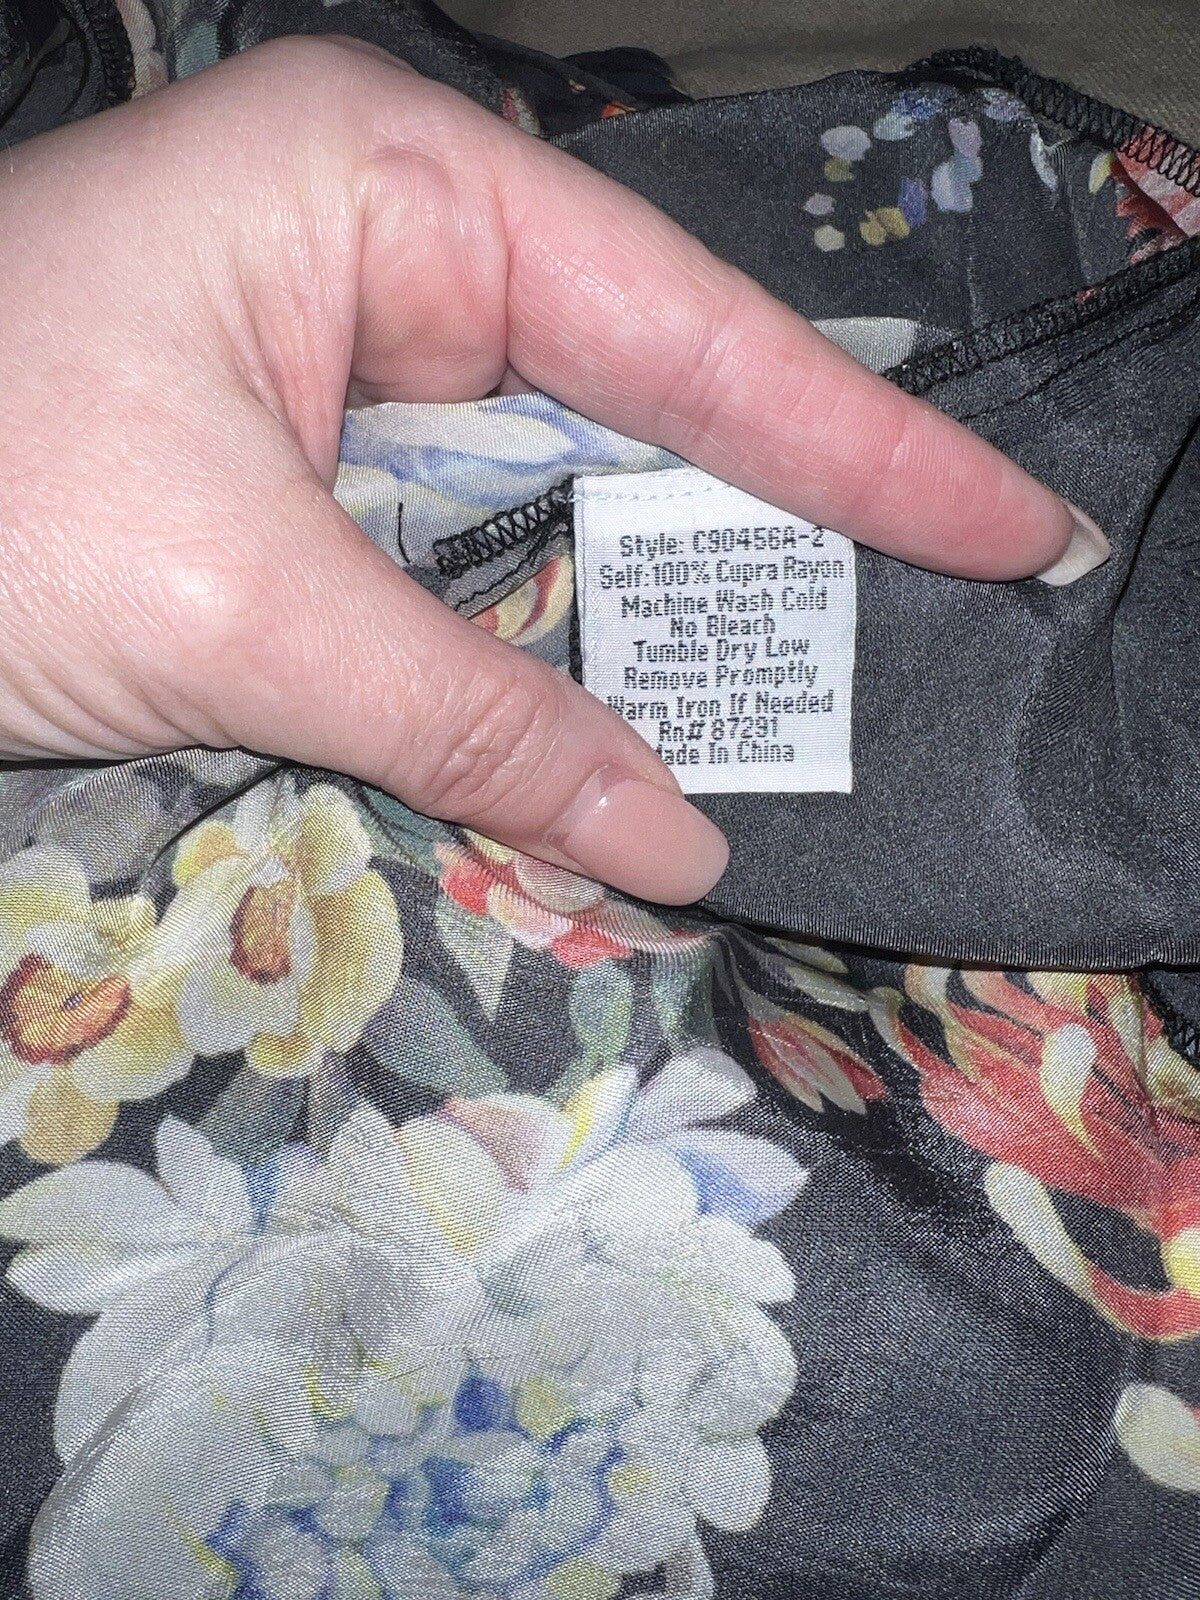 Style: C90456A-2
Self:100% Cupra Rayon
Machine Wash Cold
No Bleach
Tumble Dry Low
Remove Promptly
Warm Iron If Needed
Rn# 87291
Made In China